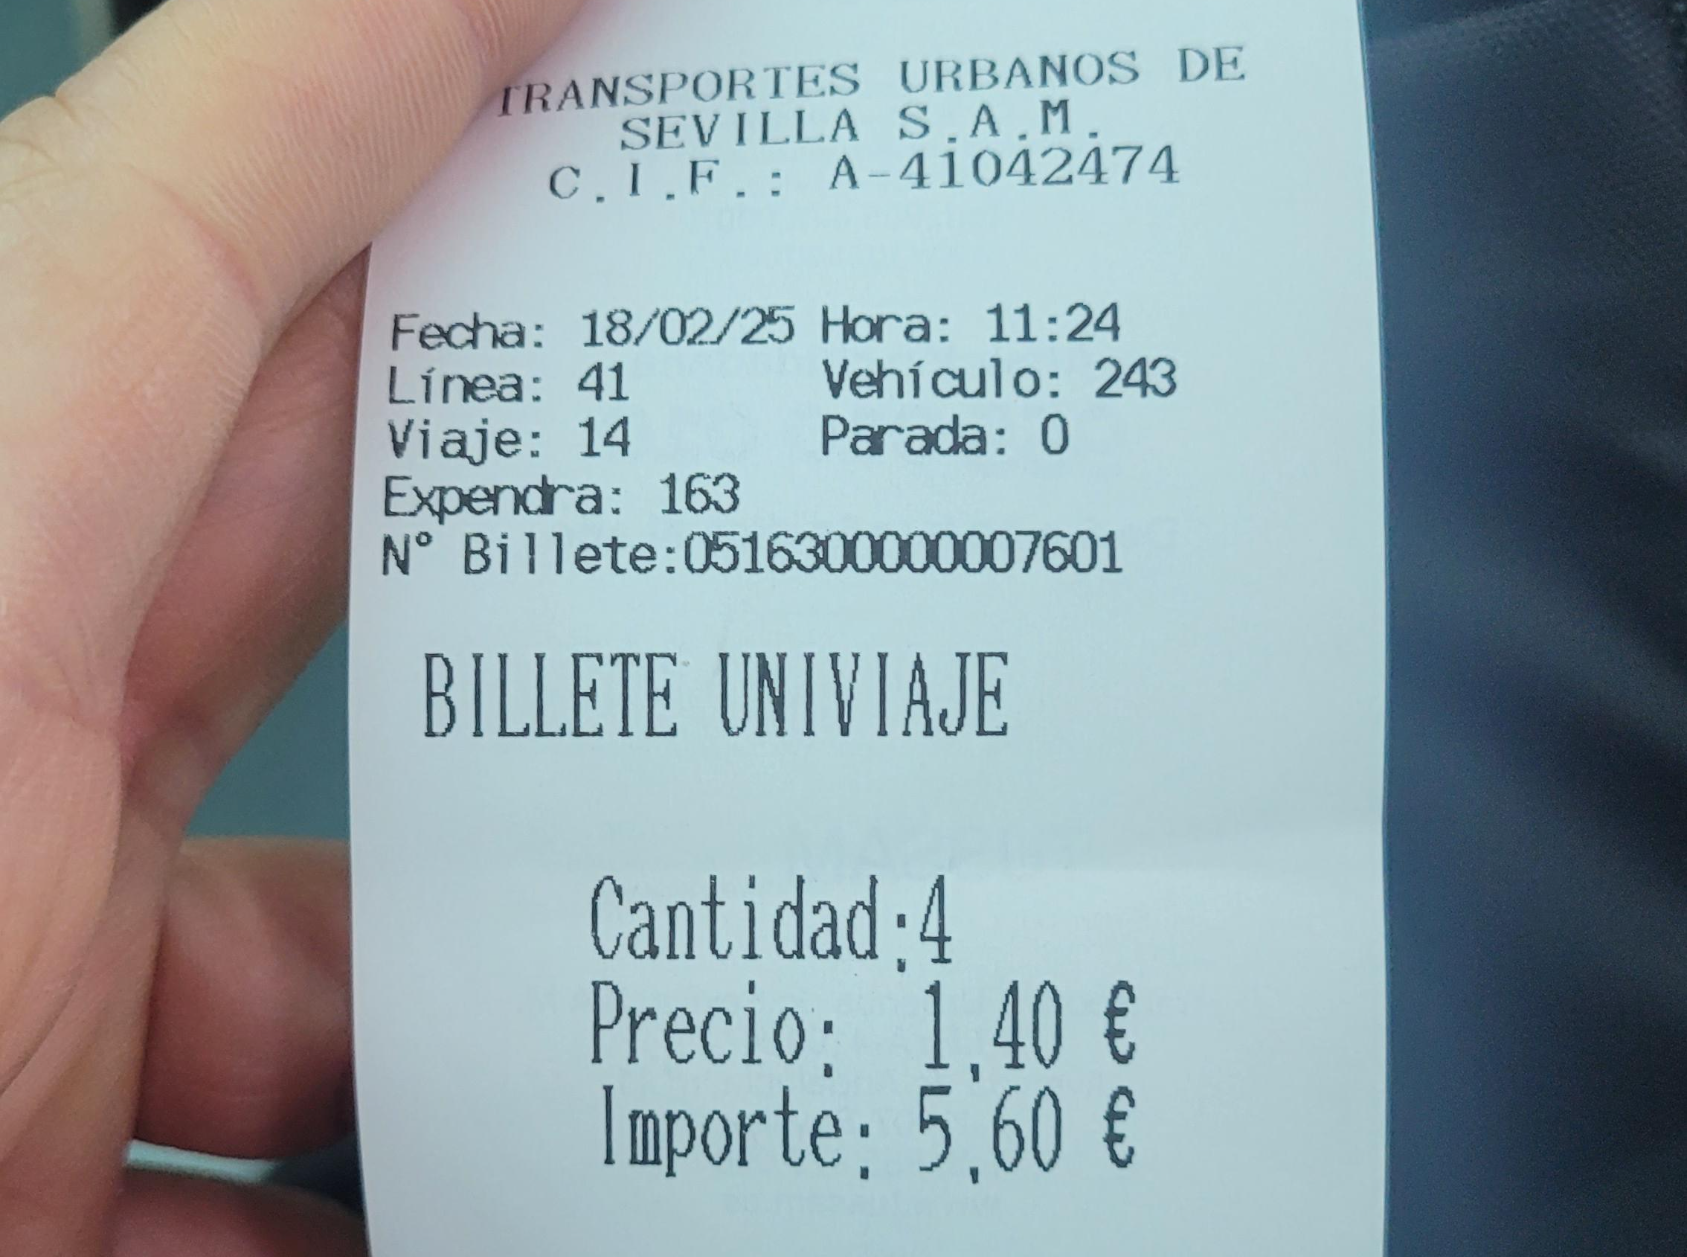 TRANSPORTES URBANOS DE
SEVILLA S.A.M.
C.I.F.: A-41042474
Fecha: 18/02/25 Hora: 11:24
Línea: 41 Vehículo: 243
Viaje: 14 Parada: 0
Expendra: 163
N° Billete:0516300000007601
BILLETE UNIVIAJE
Cantidad:4
Precio: 1,40 €
Importe: 5,60 €